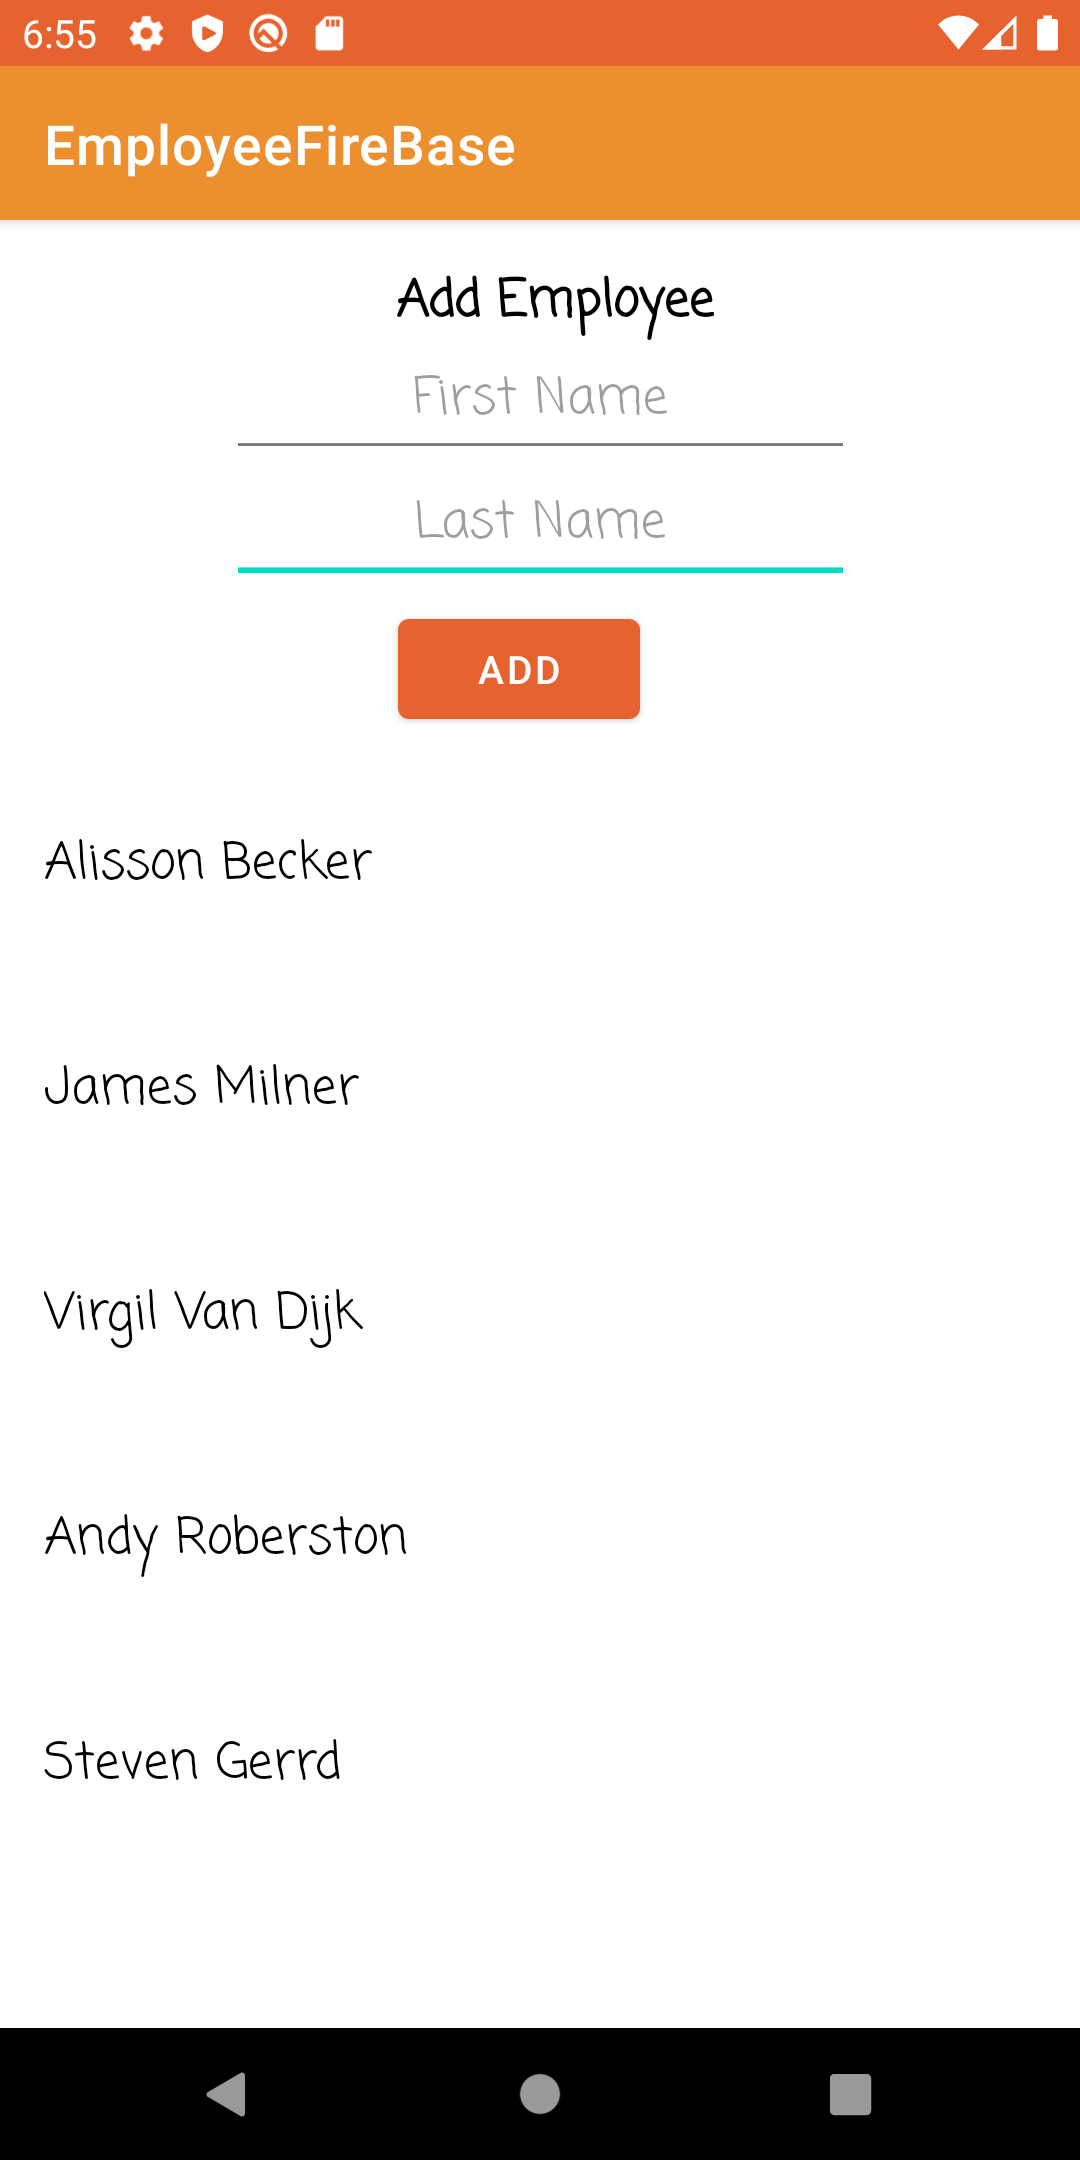 6:55
EmployeeFireBase
Add Employee
First Name
Last Name
ADD
Alisson Becker
James Milner
Virgil Van Dijk
Andy Roberston
Steven Gerrd